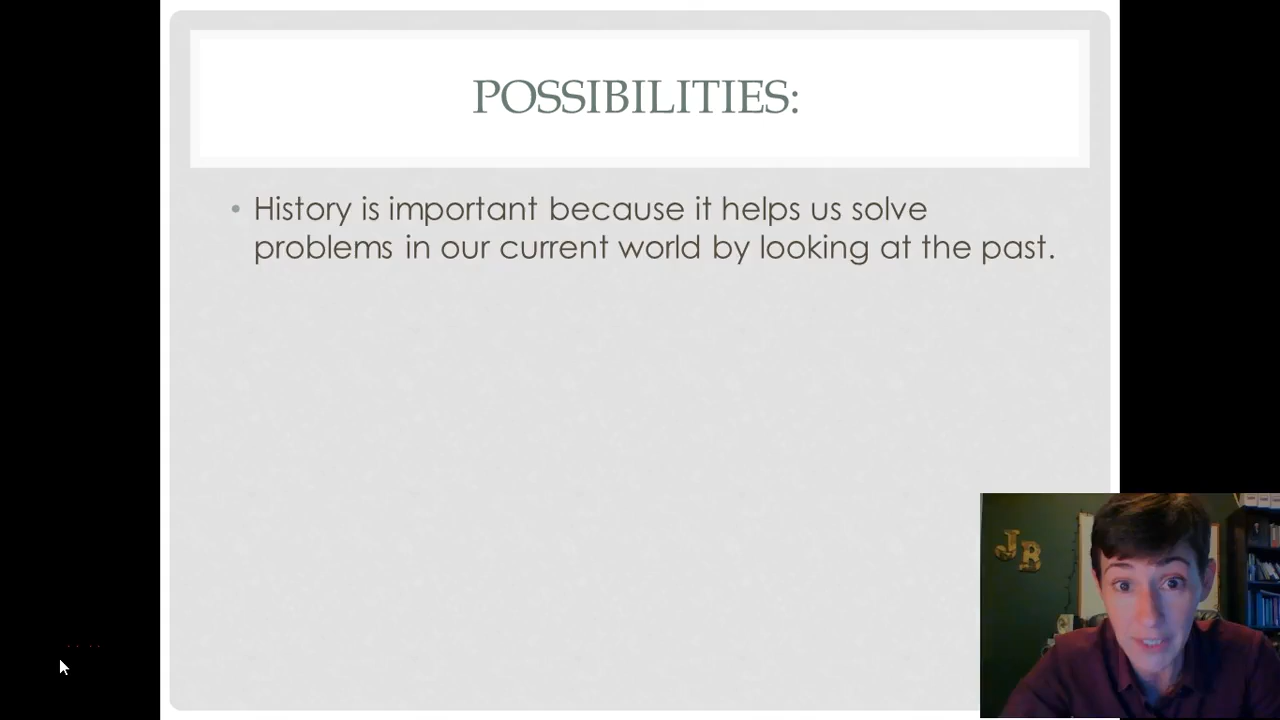 POSSIBILITIES:
• History is important because it helps us solve
problems in our current world by looking at the past.
JB